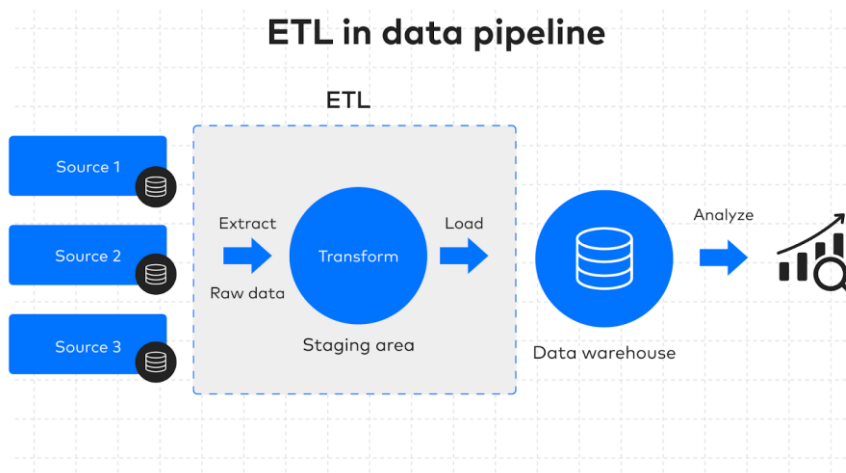 ETL in data pipeline
ETL
Source 1
Source 2
Source 3
Extract
Raw data
Transform
Staging area
Load
Data warehouse
Analyze